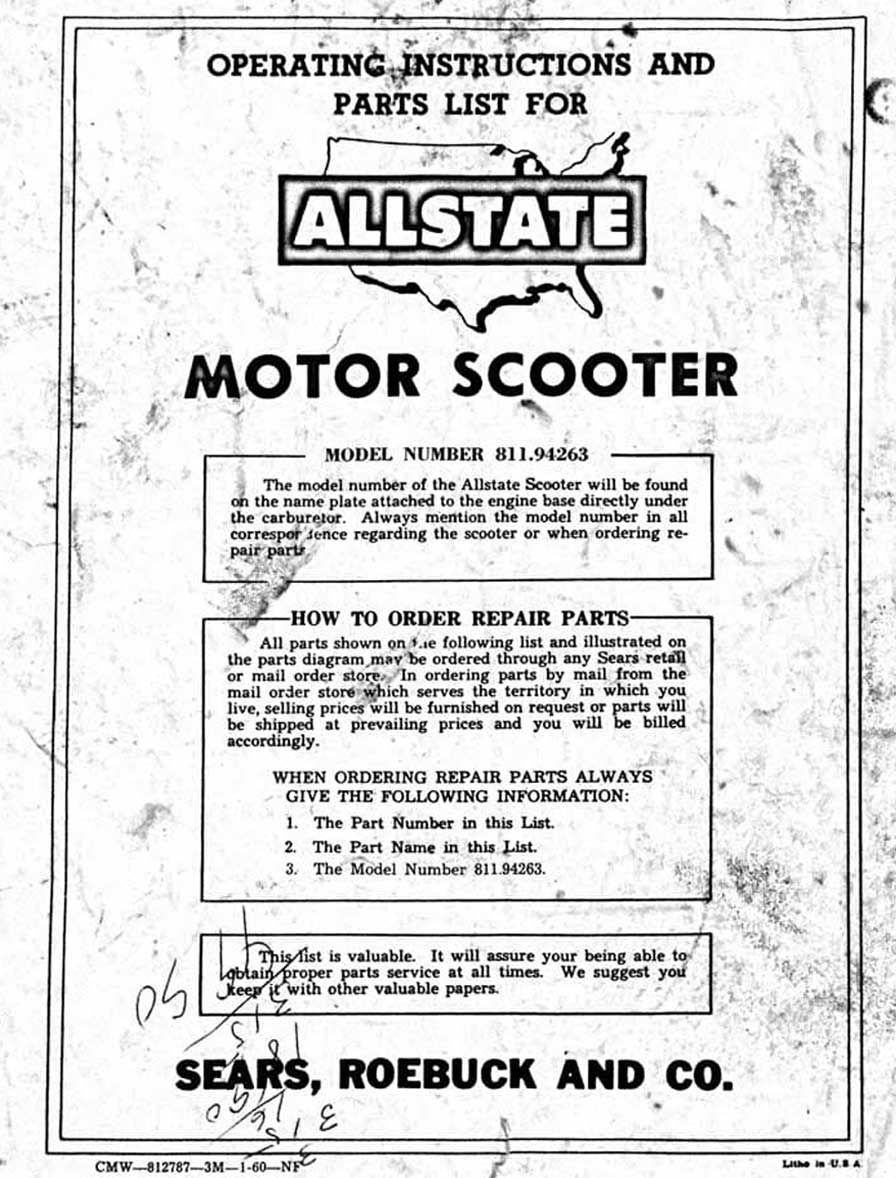 OPERATING INSTRUCTIONS AND
PARTS LIST FOR
ALLSTATE
MOTOR SCOOTER
MODEL NUMBER 811.94263
The model number of the Allstate Scooter will be found
on the name plate attached to the engine base directly under
the carburetor. Always mention the model number in all
correspondence regarding the scooter or when ordering re-
pair parts
HOW TO ORDER REPAIR PARTS
All parts shown on the following list and illustrated on
the parts diagram may be ordered through any Sears retail
or mail order store. In ordering parts by mail from the
mail order store which serves the territory in which you
live, selling prices will be furnished on request or parts will
be shipped at prevailing prices and you will be billed
accordingly.
WHEN ORDERING REPAIR PARTS ALWAYS
GIVE THE FOLLOWING INFORMATION:
1. The Part Number in this List.
2. The Part Name in this List.
3. The Model Number 811.94263.
This list is valuable. It will assure your being able to
obtain proper parts service at all times. We suggest you
keep it with other valuable papers.
SEARS, ROEBUCK AND CO.
CMW—812787—3M—1-60—NF
Litho in U.S.A.